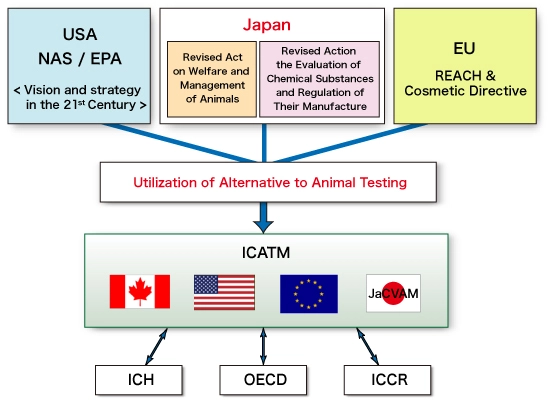 USA
NAS / EPA
< Vision and strategy
in the 21st Century >
Japan
Revised Act
on Welfare and
Management
of Animals
Revised Action
the Evaluation of
Chemical Substances
and Regulation of
Their Manufacture
EU
REACH &
Cosmetic Directive
Utilization of Alternative to Animal Testing
ICATM
JaCVAM
ICH
OECD
ICCR